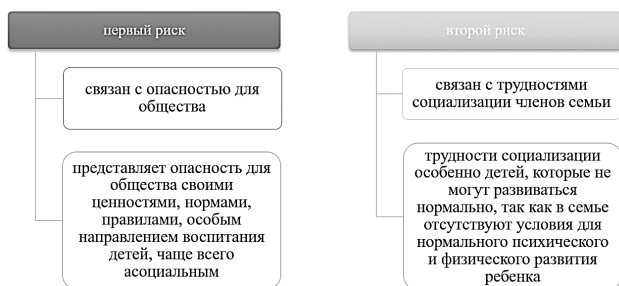 первый риск
связан с опасностью для
общества
представляет опасность для
общества своими
ценностями, нормами,
правилами, особым
направлением воспитания
детей, чаще всего
асоциальным
второй риск
связан с трудностями
социализации членов семьи
трудности социализации
особенно детей, которые не
могут развиваться
нормально, так как в семье
отсутствуют условия для
нормального психического
и физического развития
ребенка